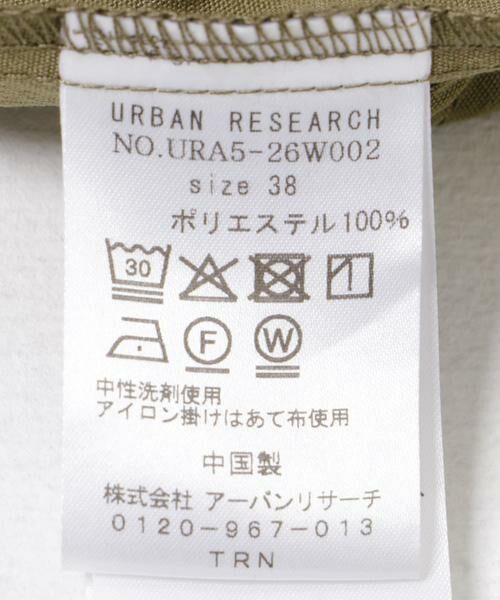 URBAN RESEARCH
NO.URA5-26W002
size 38
ポリエステル100%
30
F W
中性洗剤使用
アイロン掛けはあて布使用
中国製
株式会社 アーバンリサーチ
0120-967-013
TRN